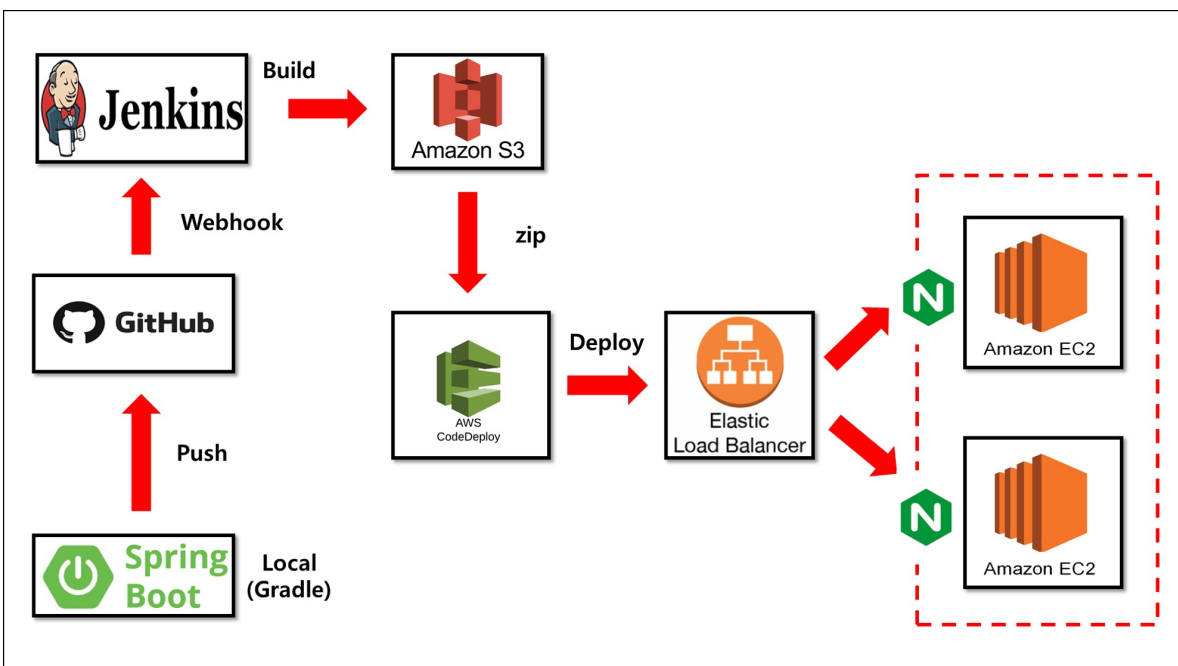 Jenkins
Build
Amazon S3
Webhook
zip
GitHub
Deploy
AWS
CodeDeploy
Elastic
Load Balancer
N
Amazon EC2
Push
N
Amazon EC2
Spring
Boot
Local
(Gradle)